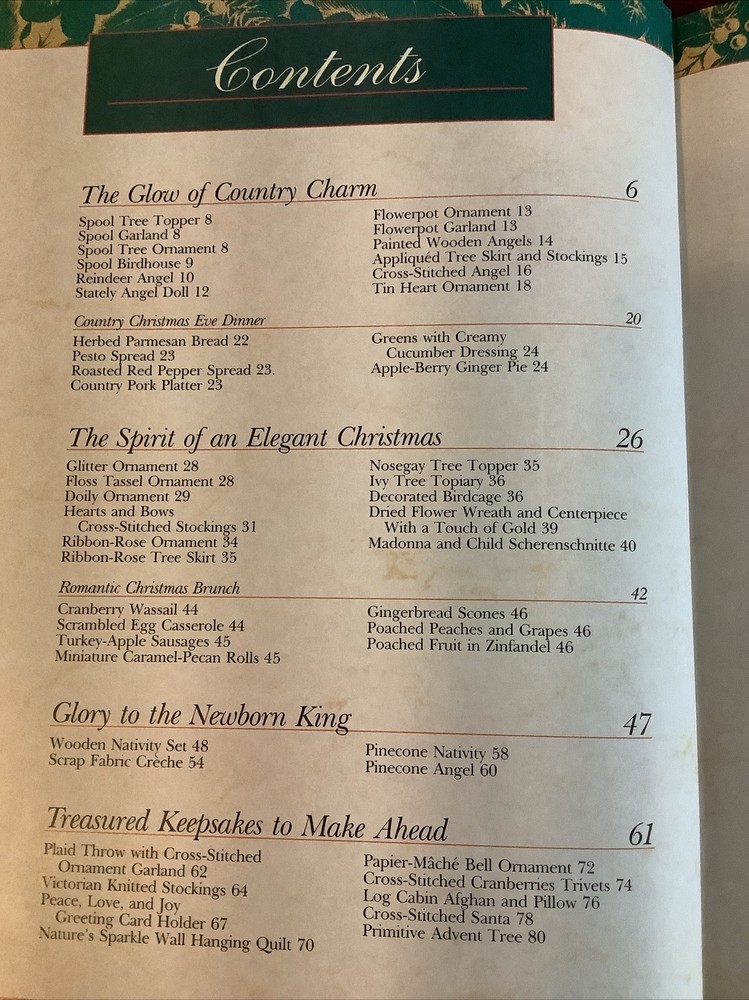 Contents
The Glow of Country Charm 6
Spool Tree Topper 8
Spool Garland 8
Spool Tree Ornament 8
Spool Birdhouse 9
Reindeer Angel 10
Stately Angel Doll 12
Flowerpot Ornament 13
Flowerpot Garland 13
Painted Wooden Angels 14
Appliquéd Tree Skirt and Stockings 15
Cross-Stitched Angel 16
Tin Heart Ornament 18
Country Christmas Eve Dinner 20
Herbed Parmesan Bread 22
Pesto Spread 23
Roasted Red Pepper Spread 23.
Country Pork Platter 23
Greens with Creamy
Cucumber Dressing 24
Apple-Berry Ginger Pie 24
The Spirit of an Elegant Christmas 26
Glitter Ornament 28
Floss Tassel Ornament 28
Doily Ornament 29
Hearts and Bows
Cross-Stitched Stockings 31
Ribbon-Rose Ornament 34
Ribbon-Rose Tree Skirt 35
Nosegay Tree Topper 35
Ivy Tree Topiary 36
Decorated Birdcage 36
Dried Flower Wreath and Centerpiece
With a Touch of Gold 39
Madonna and Child Scherenschnitte 40
Romantic Christmas Brunch 42
Cranberry Wassail 44
Scrambled Egg Casserole 44
Turkey-Apple Sausages 45
Miniature Caramel-Pecan Rolls 45
Gingerbread Scones 46
Poached Peaches and Grapes 46
Poached Fruit in Zinfandel 46
Glory to the Newborn King 47
Wooden Nativity Set 48
Scrap Fabric Crèche 54
Pinecone Nativity 58
Pinecone Angel 60
Treasured Keepsakes to Make Ahead 61
Plaid Throw with Cross-Stitched
Ornament Garland 62
Victorian Knitted Stockings 64
Peace, Love, and Joy
Greeting Card Holder 67
Nature's Sparkle Wall Hanging Quilt 70
Papier-Mâché Bell Ornament 72
Cross-Stitched Cranberries Trivets 74
Log Cabin Afghan and Pillow 76
Cross-Stitched Santa 78
Primitive Advent Tree 80